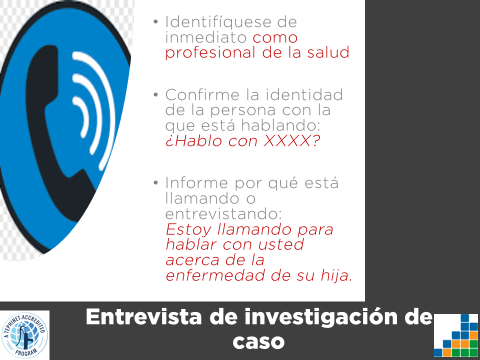 • Identifíquese de
inmediato como
profesional de la salud
• Confirme la identidad
de la persona con la
que está hablando:
¿Hablo con XXXX?
• Informe por qué está
llamando o
entrevistando:
Estoy llamando para
hablar con usted
acerca de la
enfermedad de su hija.
Entrevista de investigación de
caso
A TEPHINET ACCREDITED
PROGRAM